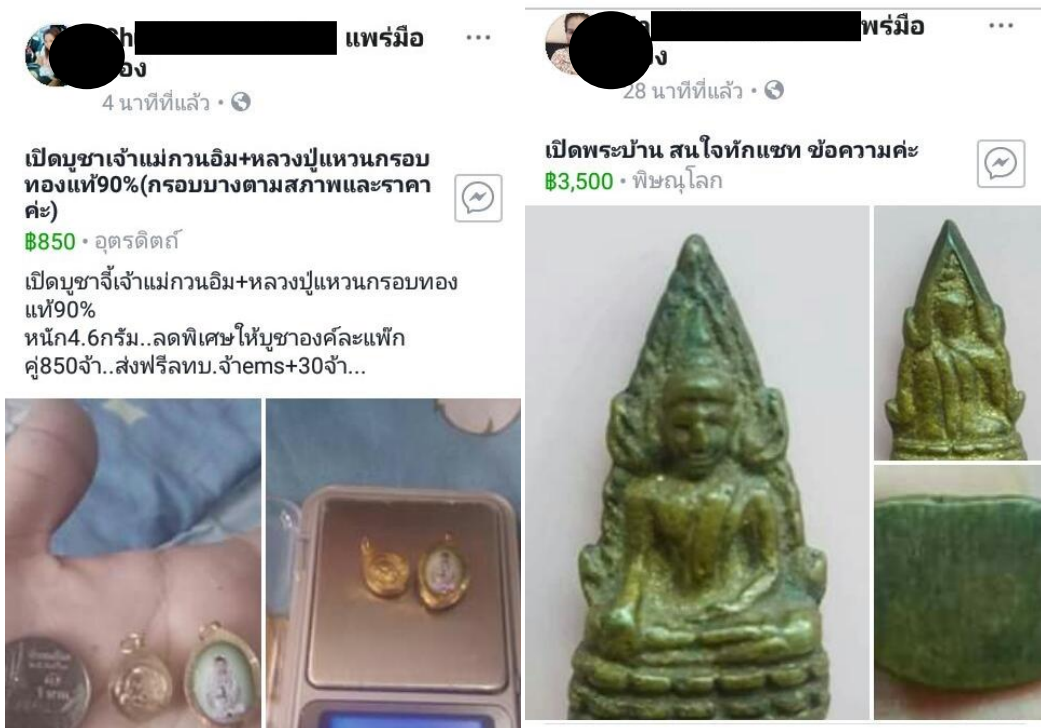 แพร่มือ
อง
4 นาทีที่แล้ว •
เปิดบูชาเจ้าแม่กวนอิม+หลวงปู่แหวนกรอบ
ทองแท้90%(กรอบบางตามสภาพและราคา
ค่ะ)
฿850 • อุตรดิตถ์
เปิดบูชาจี้เจ้าแม่กวนอิม+หลวงปู่แหวนกรอบทอง
แท้90%
หนัก4.6กรัม..ลดพิเศษให้บูชาองค์ละแพ๊ก
คู่850จ้า..ส่งฟรีลทบ.จ้าems+30จ้า...
1 บาท
พร่มือ
ง
28 นาทีที่แล้ว •
เปิดพระบ้าน สนใจทักแชท ข้อความค่ะ
฿3,500 • พิษณุโลก